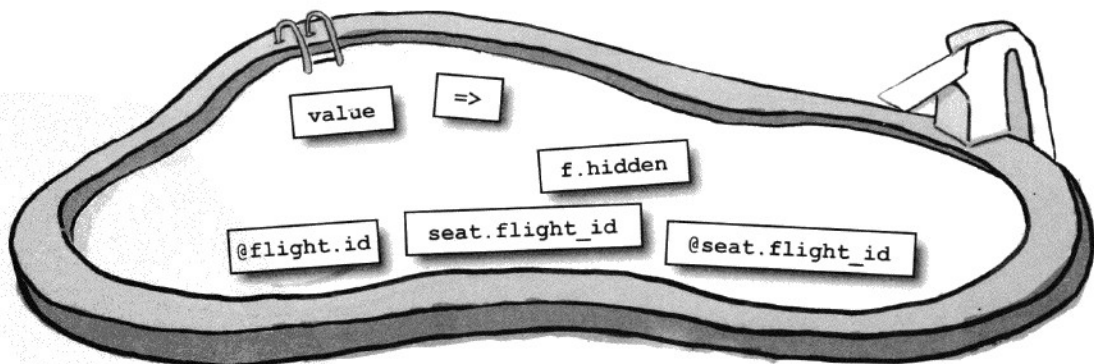 value
=>
f.hidden
@flight.id
seat.flight_id
@seat.flight_id